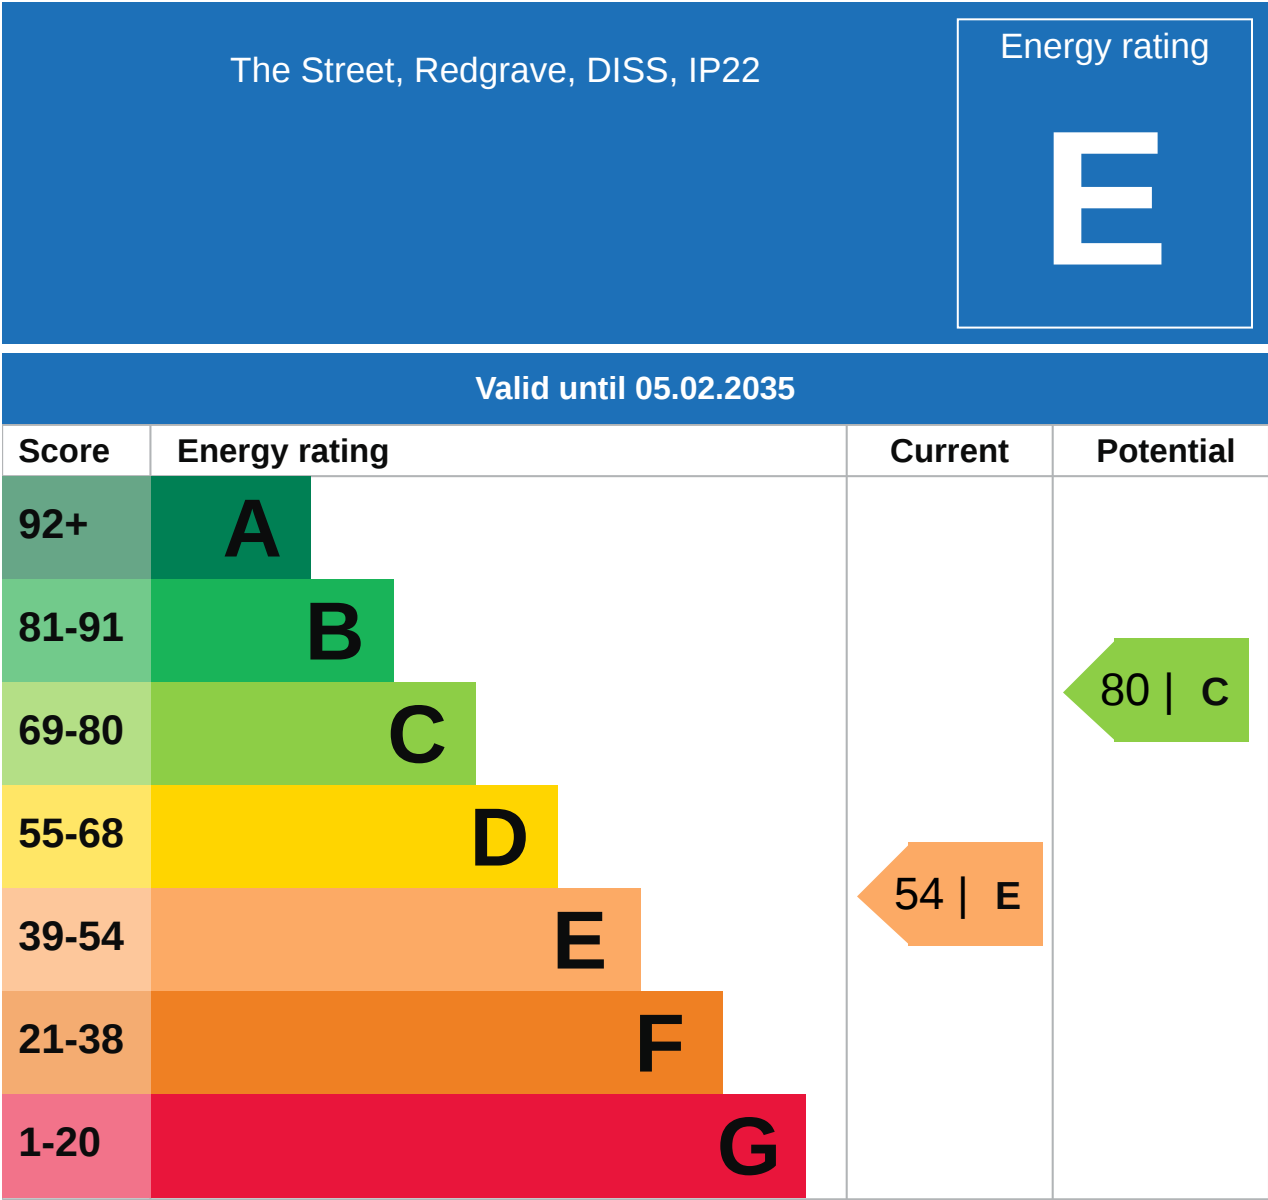 The Street, Redgrave, DISS, IP22
Energy rating
E
Valid until 05.02.2035
Score Energy rating Current Potential
92+ A
81-91 B
69-80 C
80 | C
55-68 D
39-54 E
54 | E
21-38 F
1-20 G